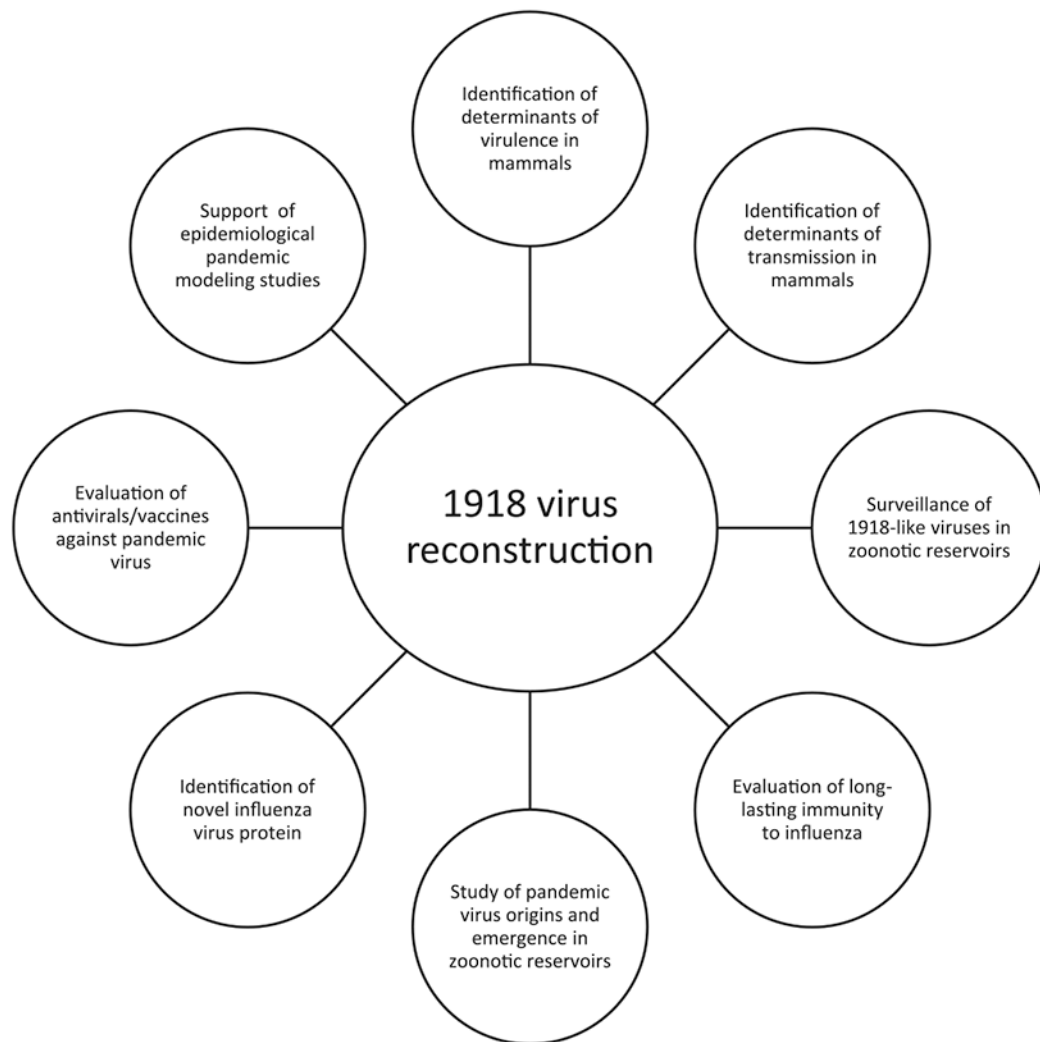 Identification of
determinants of
virulence in
mammals
Support of
epidemiological
pandemic
modeling studies
Identification of
determinants of
transmission in
mammals
Evaluation of
antivirals/vaccines
against pandemic
virus
1918 virus
reconstruction
Surveillance of
1918-like viruses in
zoonotic reservoirs
Identification of
novel influenza
virus protein
Evaluation of long-
lasting immunity
to influenza
Study of pandemic
virus origins and
emergence in
zoonotic reservoirs